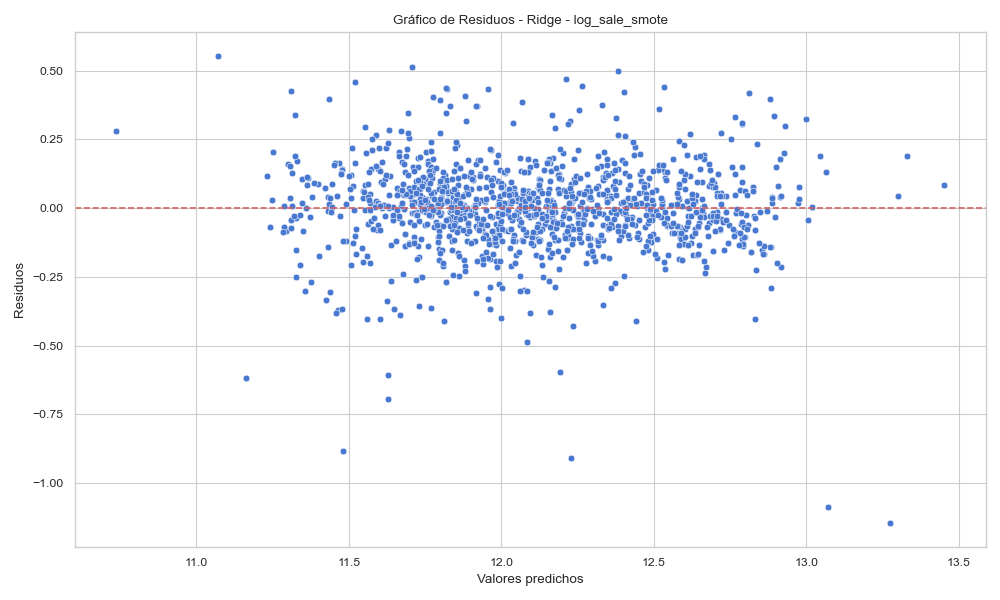 Gráfico de Residuos - Ridge - log_sale_smote
Residuos
0.50
0.25
0.00
−0.25
−0.50
−0.75
−1.00
11.0 11.5 12.0 12.5 13.0 13.5
Valores predichos